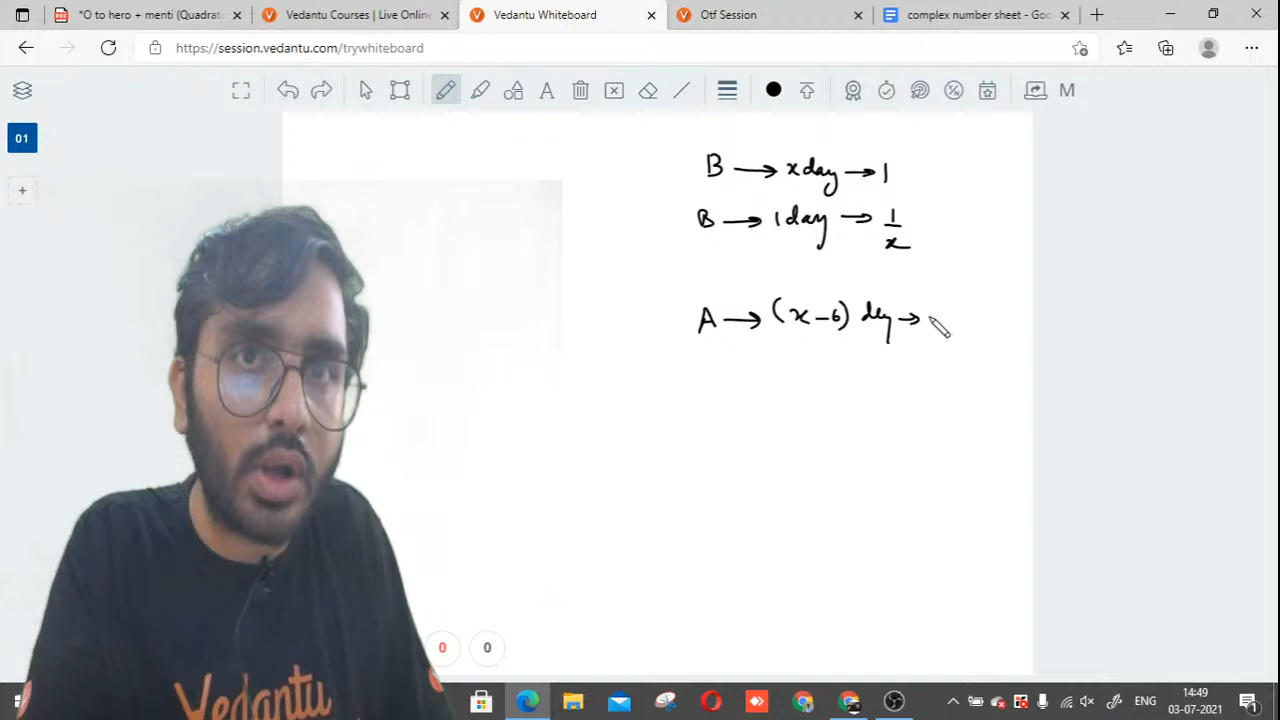 *O to hero + menti (Quadrat
Vedantu Courses | Live Online
Vedantu Whiteboard
Otf Session
complex number sheet - Goo
https://session.vedantu.com/trywhiteboard
M
01
B → x day → 1
B → 1 day → 1/x
A → (x-6) dey →
Vedantu
0 0
ENG
14:49
03-07-2021